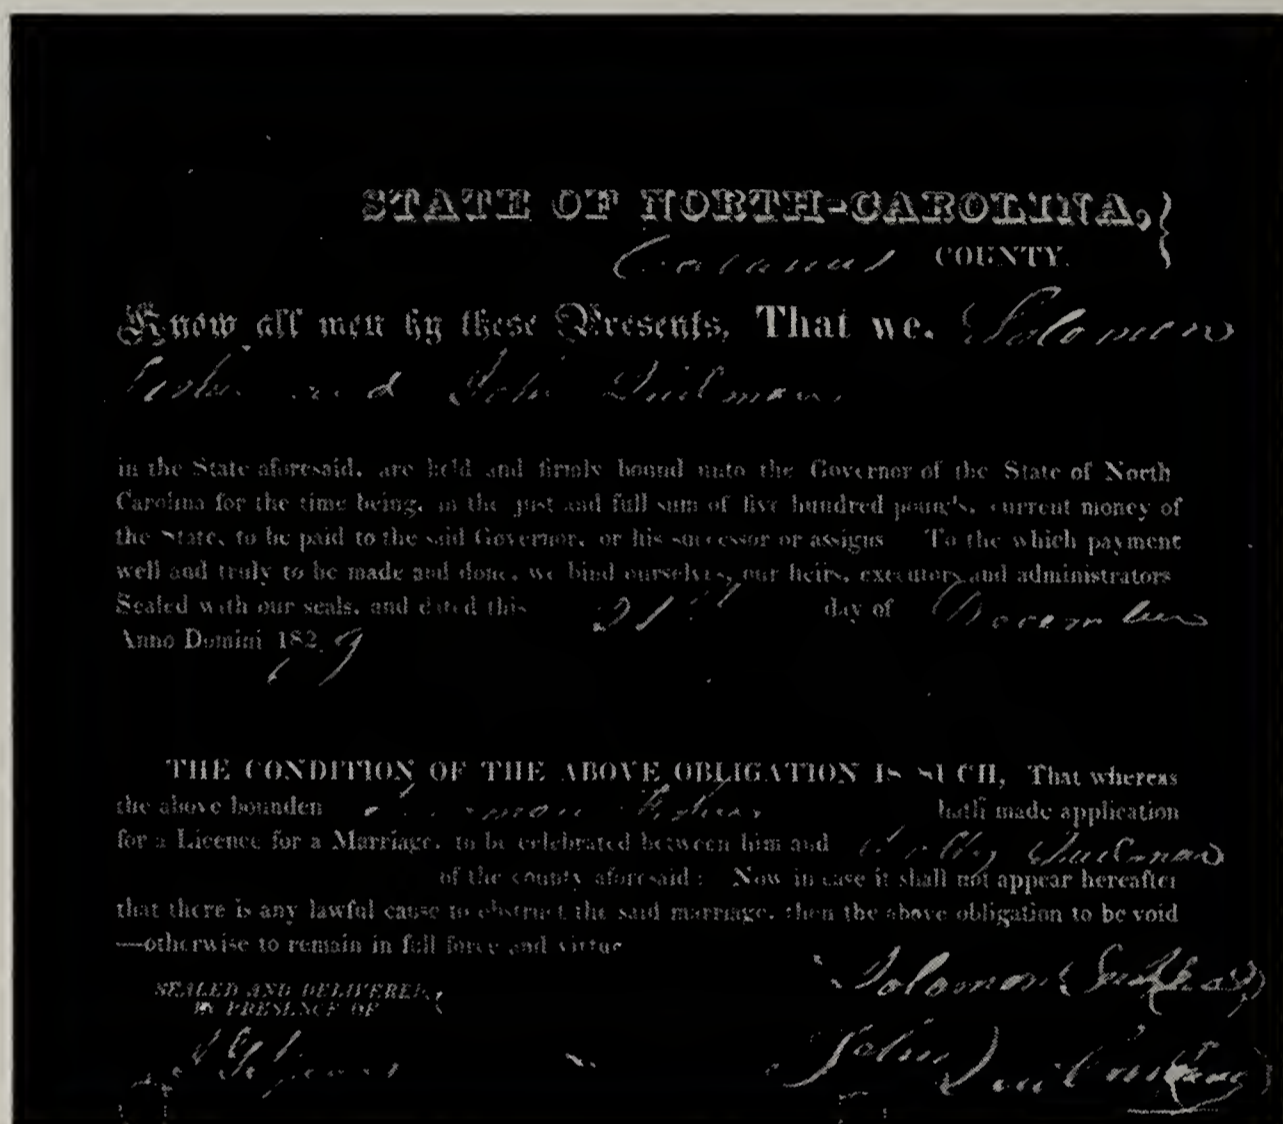 STATE OF NORTH-CAROLINA,
Cabarrus COUNTY.
Know all men by these Presents, That we, Solomon
and John
in the State aforesaid, are held and firmly bound unto the Governor of the State of North
Carolina for the time being, in the just and full sum of five hundred pounds, current money of
the State, to be paid to the said Governor, or his successor or assigns To the which payment
well and truly to be made and done, we bind ourselves, our heirs, executors and administrators
Sealed with our seals, and dated this 21st day of December
Anno Domini 1829
THE CONDITION OF THE ABOVE OBLIGATION IS SUCH, That whereas
the above bounden Solomon hath made application
for a Licence for a Marriage, to be celebrated between him and
of the county aforesaid: Now in case it shall not appear hereafter
that there is any lawful cause to obstruct the said marriage, then the above obligation to be void
—otherwise to remain in full force and virtue
SEALED AND DELIVERED,
IN PRESENCE OF
Solomon (Seal)
John (Seal)